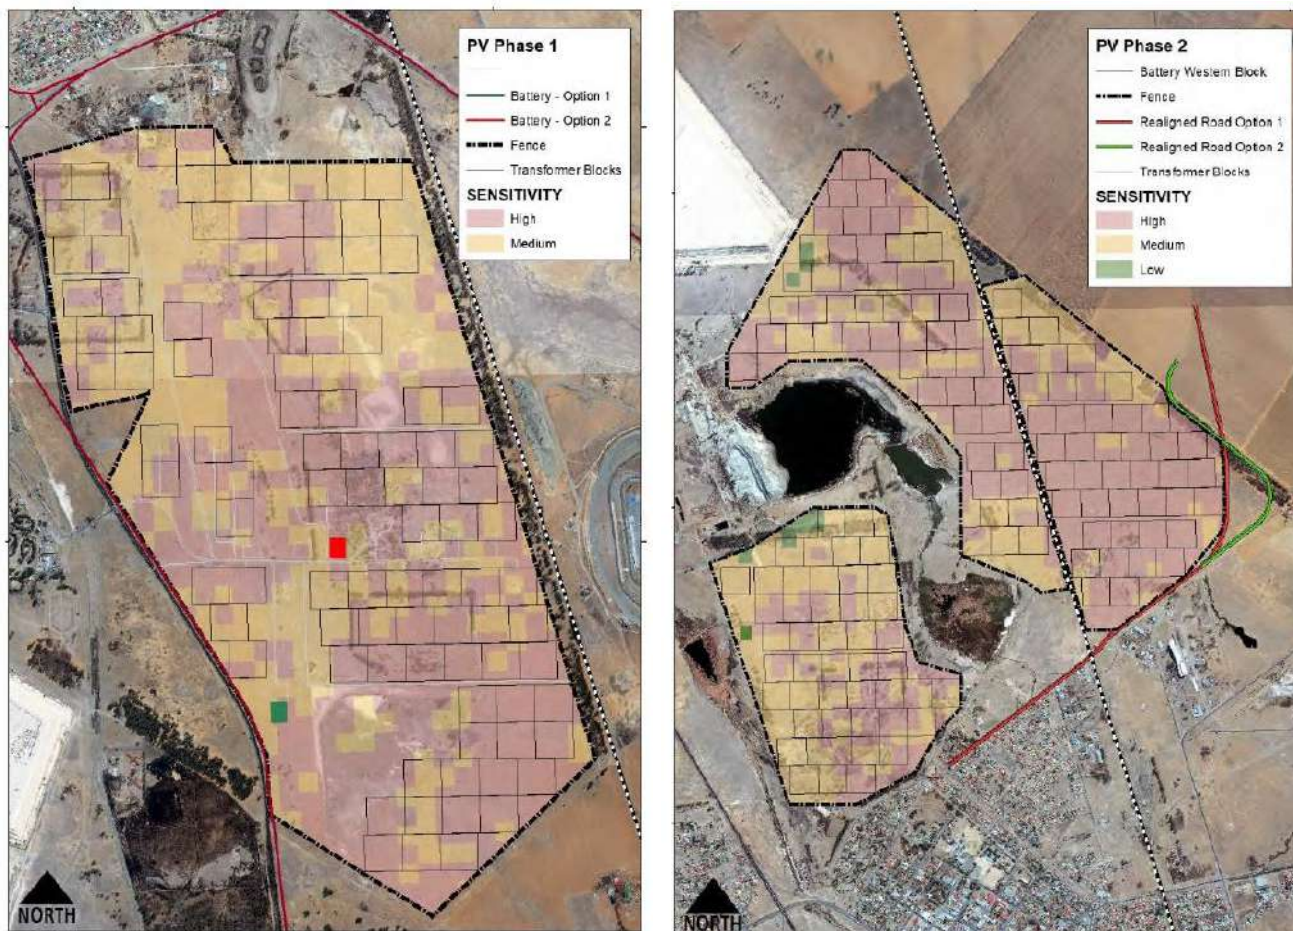 PV Phase 1
Battery - Option 1
Battery - Option 2
Fence
Transformer Blocks
SENSITIVITY
High
Medium
NORTH
PV Phase 2
Battery Western Block
Fence
Realigned Road Option 1
Realigned Road Option 2
Transformer Blocks
SENSITIVITY
High
Medium
Low
NORTH